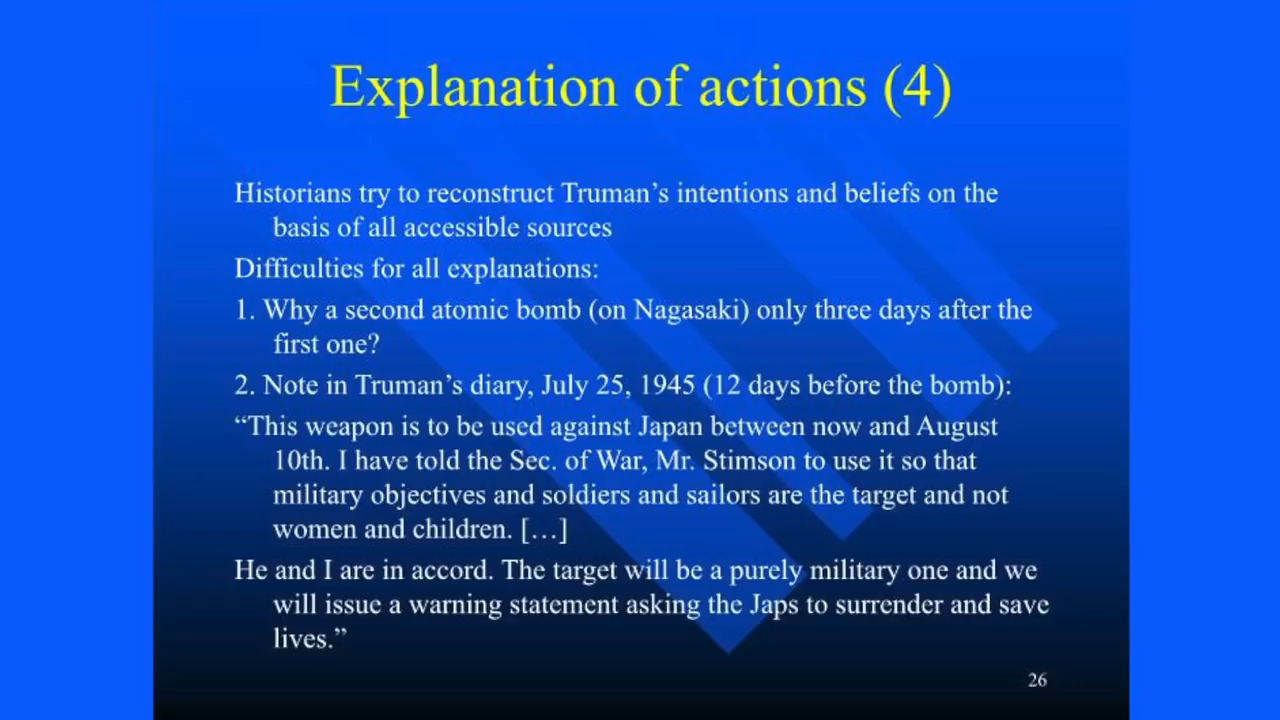 Explanation of actions (4)
Historians try to reconstruct Truman’s intentions and beliefs on the
basis of all accessible sources
Difficulties for all explanations:
1. Why a second atomic bomb (on Nagasaki) only three days after the
first one?
2. Note in Truman’s diary, July 25, 1945 (12 days before the bomb):
“This weapon is to be used against Japan between now and August
10th. I have told the Sec. of War, Mr. Stimson to use it so that
military objectives and soldiers and sailors are the target and not
women and children. […]
He and I are in accord. The target will be a purely military one and we
will issue a warning statement asking the Japs to surrender and save
lives.”
26